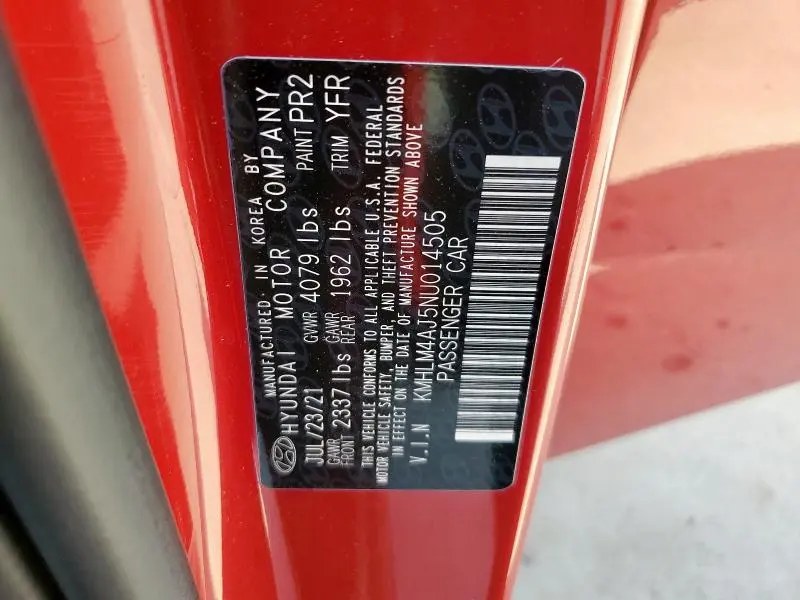 MANUFACTURED IN KOREA BY
HYUNDAI MOTOR COMPANY
JUL/23/21 GVWR 4079 lbs PAINT PR2
GAWR FRONT 2337 lbs GAWR REAR 1962 lbs TRIM YFR
THIS VEHICLE CONFORMS TO ALL APPLICABLE U.S.A. FEDERAL
MOTOR VEHICLE SAFETY, BUMPER, AND THEFT PREVENTION STANDARDS
IN EFFECT ON THE DATE OF MANUFACTURE SHOWN ABOVE
V.I.N KMHLM4AJ5NU014505
PASSENGER CAR